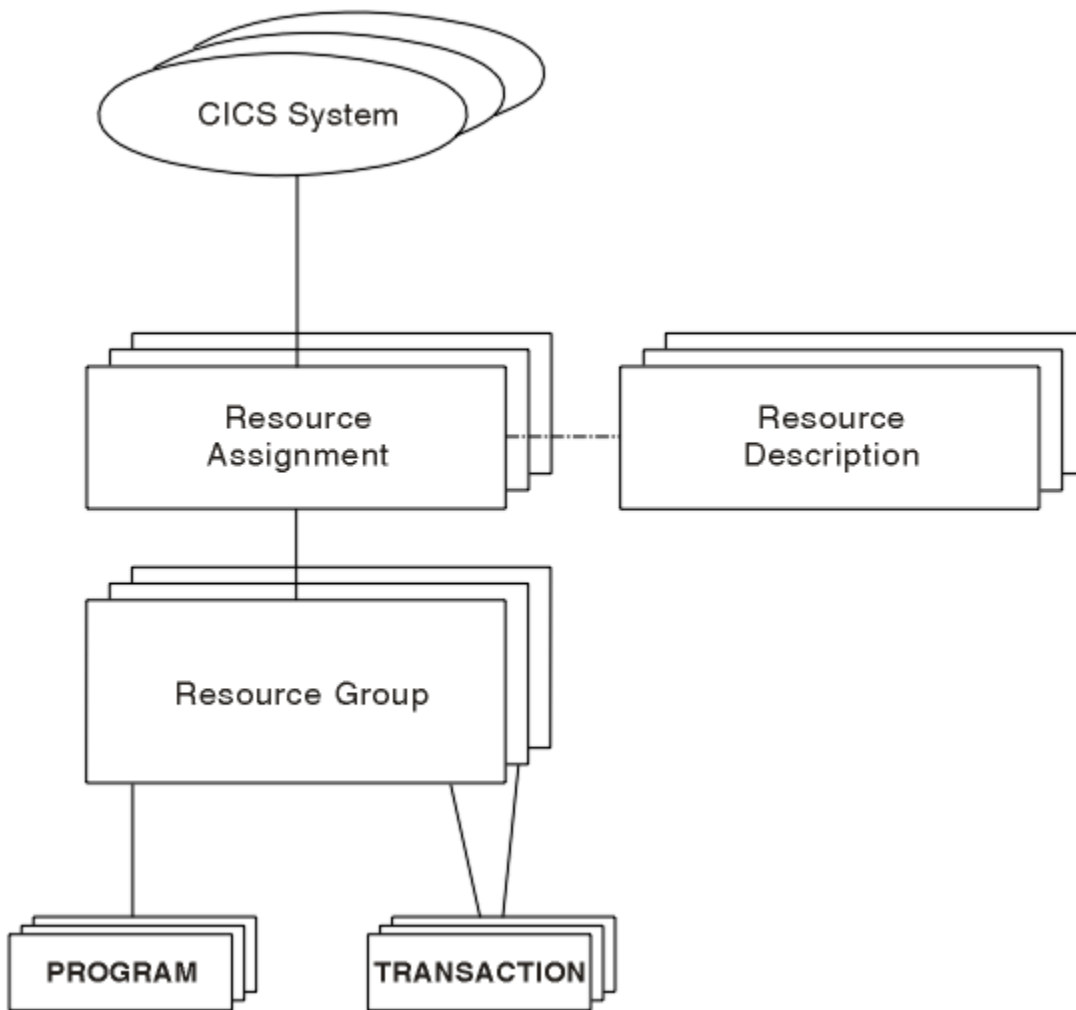 CICS System
Resource
Assignment
Resource
Description
Resource Group
PROGRAM
TRANSACTION